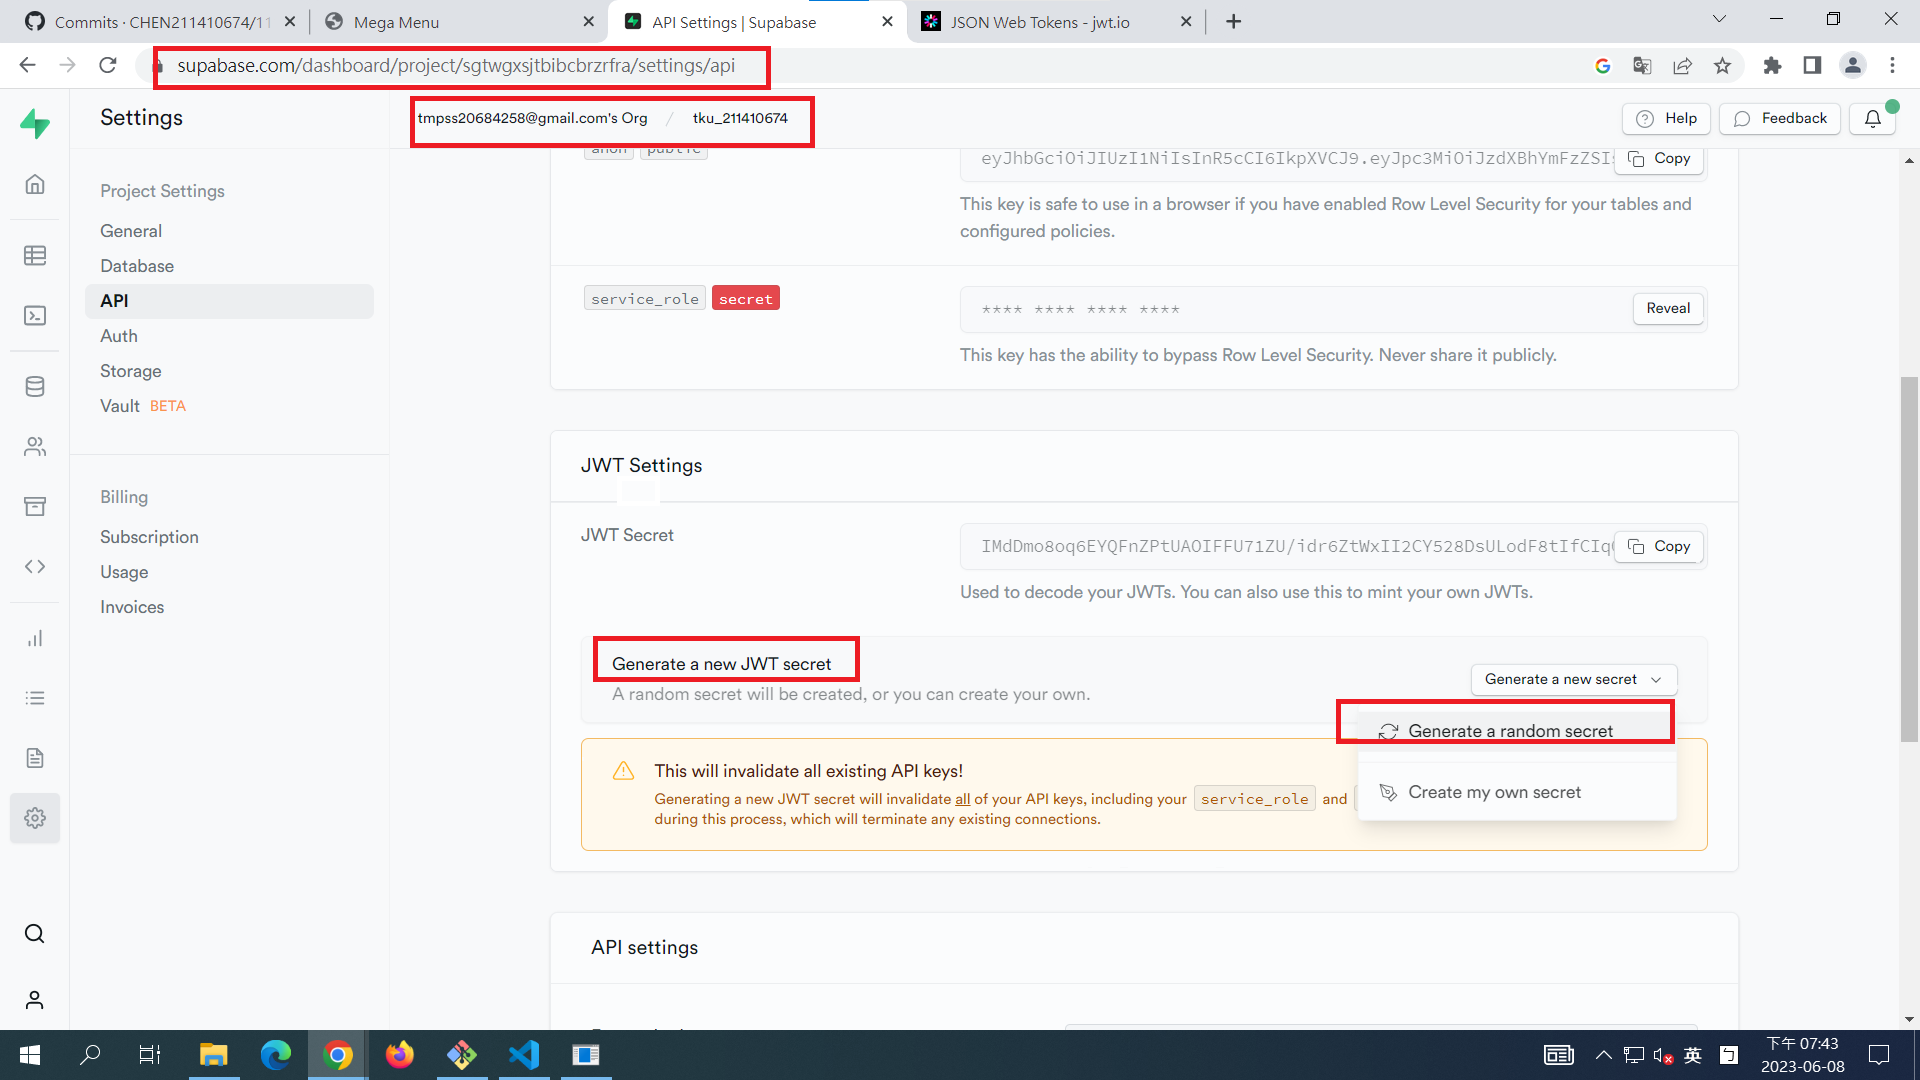 Commits · CHEN211410674/11
Mega Menu
API Settings | Supabase
JSON Web Tokens - jwt.io
supabase.com/dashboard/project/sgtwgxsjtbibcbrzrfra/settings/api
Settings
tmpss20684258@gmail.com's Org / tku_211410674
Help
Feedback
Project Settings
General
Database
API
Auth
Storage
Vault BETA
Billing
Subscription
Usage
Invoices
anon public
eyJhbGciOiJIUzI1NiIsInR5cCI6IkpXVCJ9.eyJpc3MiOiJzdXBhYmFzZSIs
Copy
This key is safe to use in a browser if you have enabled Row Level Security for your tables and
configured policies.
service_role secret
**** **** **** ****
Reveal
This key has the ability to bypass Row Level Security. Never share it publicly.
JWT Settings
JWT Secret
IMdDmo8oq6EYQFnZPtUAOIFFU71ZU/idr6ZtWxII2CY528DsULodF8tIfCIq
Copy
Used to decode your JWTs. You can also use this to mint your own JWTs.
Generate a new JWT secret
A random secret will be created, or you can create your own.
Generate a new secret
Generate a random secret
Create my own secret
This will invalidate all existing API keys!
Generating a new JWT secret will invalidate all of your API keys, including your service_role and
during this process, which will terminate any existing connections.
API settings
英
下午 07:43
2023-06-08